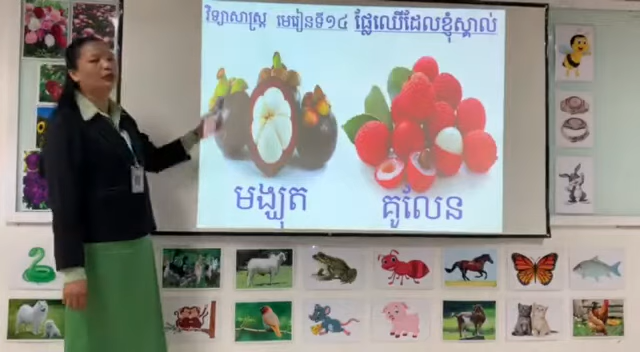 វិទ្យាសាស្ត្រ មេរៀនទី១៤ ផ្លែឈើដែលខ្ញុំស្គាល់
មង្ឃុត
គូលែន